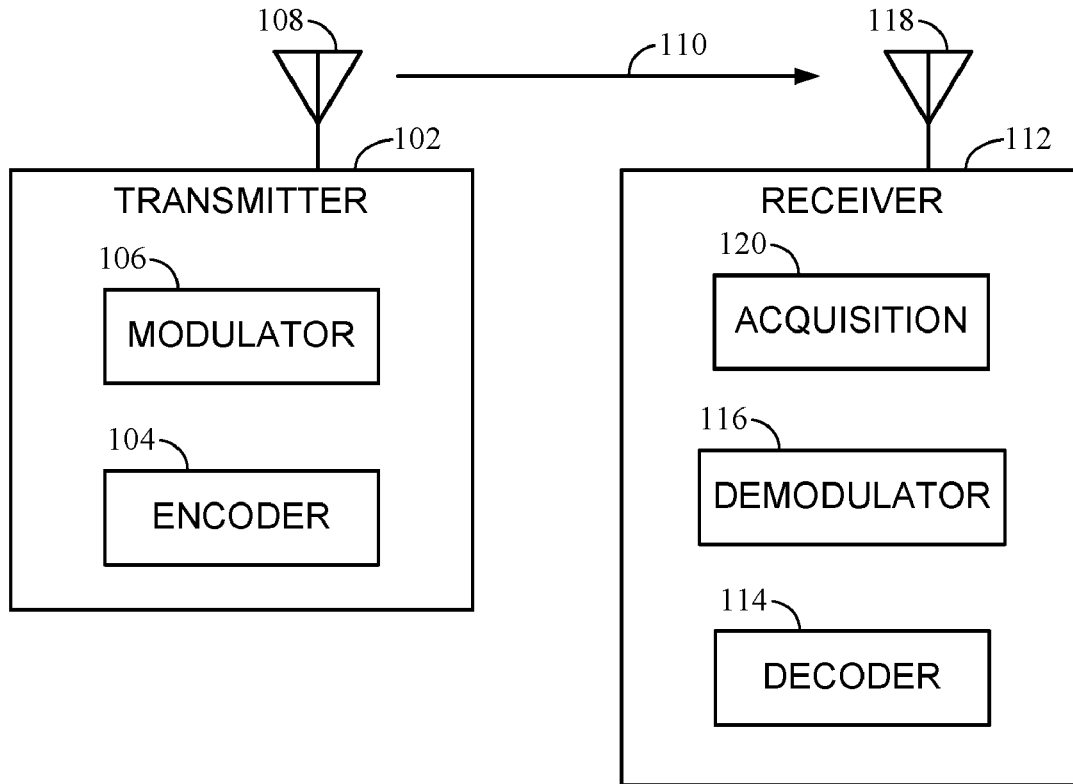 108
110
118
102
112
TRANSMITTER
RECEIVER
106
MODULATOR
120
ACQUISITION
104
ENCODER
116
DEMODULATOR
114
DECODER